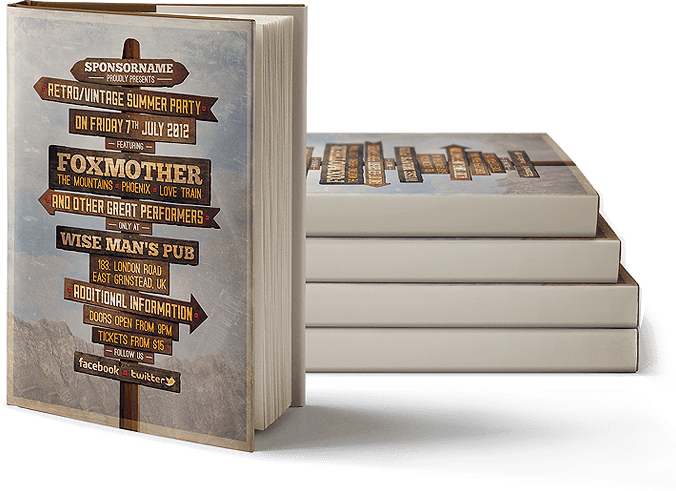 SPONSORNAME
PROUDLY PRESENTS
RETRO/VINTAGE SUMMER PARTY
ON FRIDAY 7TH JULY 2012
FEATURING
FOXMOTHER
THE MOUNTAINS PHOENIX LOVE TRAIN
AND OTHER GREAT PERFORMERS
ONLY AT
WISE MAN'S PUB
183. LONDON ROAD
EAST GRINSTEAD, UK
ADDITIONAL INFORMATION
DOORS OPEN FROM 9PM
TICKETS FROM $15
FOLLOW US
facebook twitter
FOXMOTHER